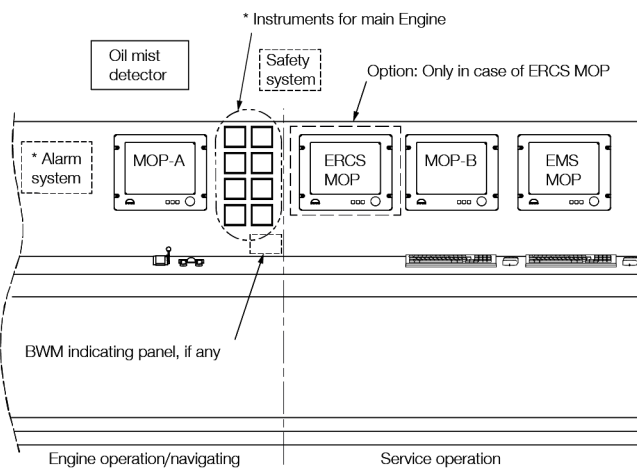 * Instruments for main Engine
Oil mist
detector
Safety
system
Option: Only in case of ERCS MOP
* Alarm
system
MOP-A
ERCS
MOP
MOP-B
EMS
MOP
BWM indicating panel, if any
Engine operation/navigating
Service operation